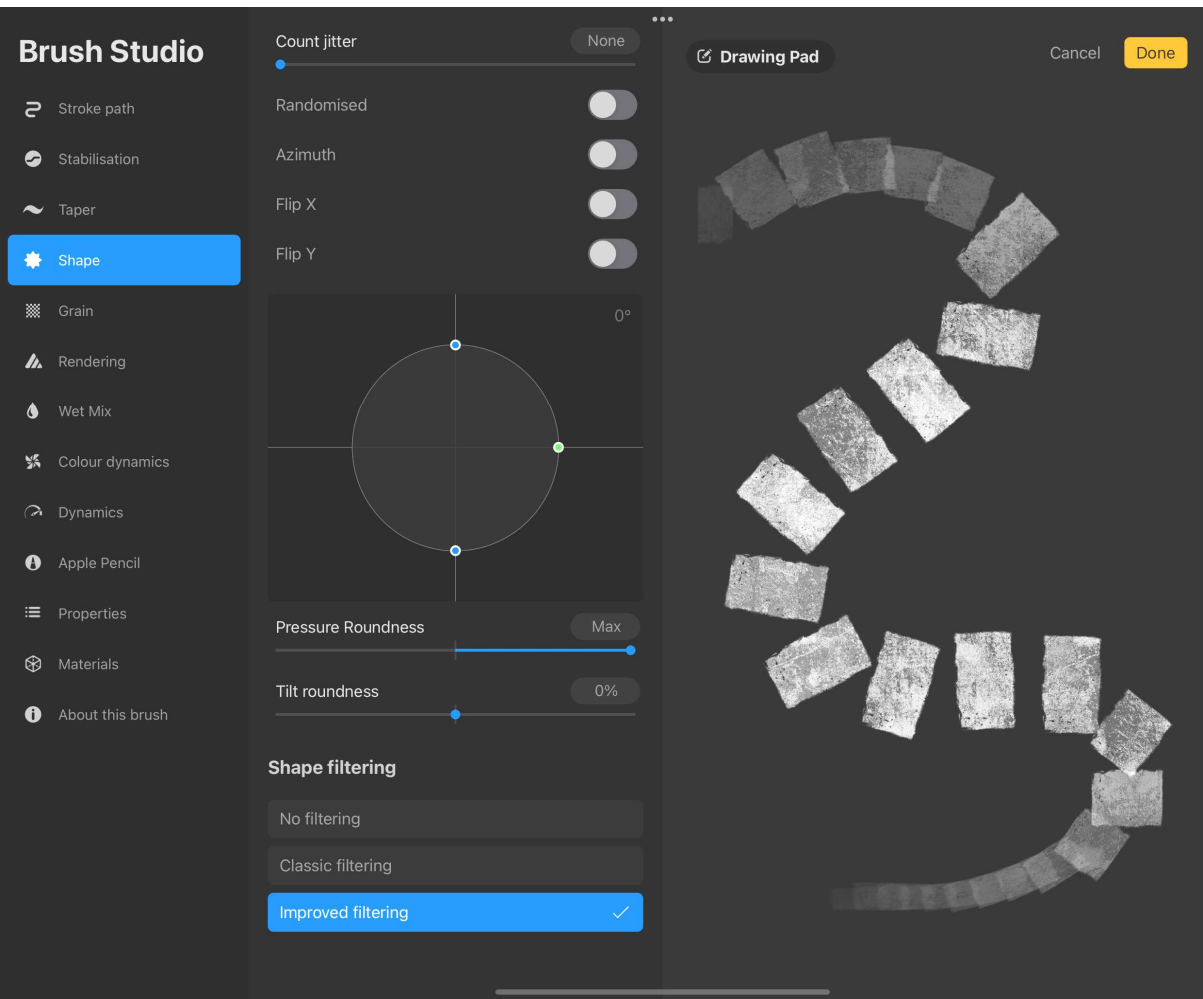 Brush Studio
Stroke path
Stabilisation
Taper
Shape
Grain
Rendering
Wet Mix
Colour dynamics
Dynamics
Apple Pencil
Properties
Materials
About this brush
Count jitter None
Randomised
Azimuth
Flip X
Flip Y
0°
Pressure Roundness Max
Tilt roundness 0%
Shape filtering
No filtering
Classic filtering
Improved filtering
Drawing Pad
Cancel Done